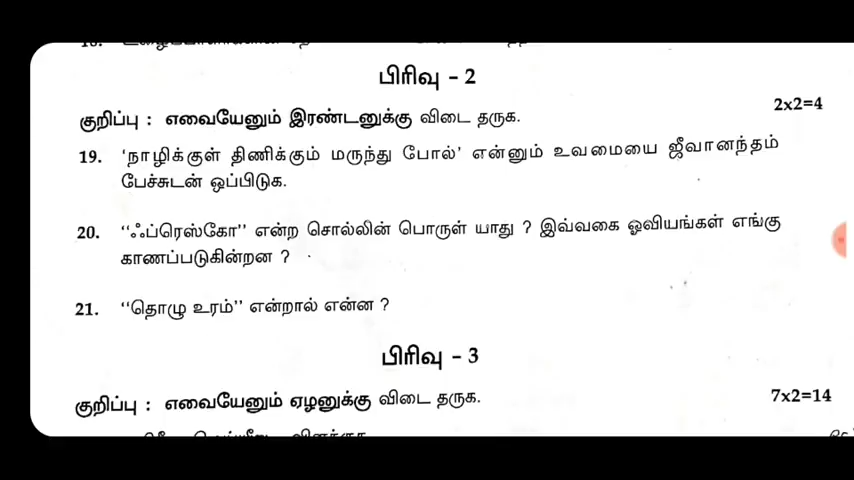 பிரிவு - 2
2x2=4
குறிப்பு : எவையேனும் இரண்டனுக்கு விடை தருக.
19. 'நாழிக்குள் திணிக்கும் மருந்து போல்' என்னும் உவமையை ஜீவானந்தம்
பேச்சுடன் ஒப்பிடுக.
20. “ஃப்ரெஸ்கோ” என்ற சொல்லின் பொருள் யாது ? இவ்வகை ஓவியங்கள் எங்கு
காணப்படுகின்றன ?
21. “தொழு உரம்” என்றால் என்ன ?
பிரிவு - 3
குறிப்பு : எவையேனும் ஏழனுக்கு விடை தருக.
7x2=14